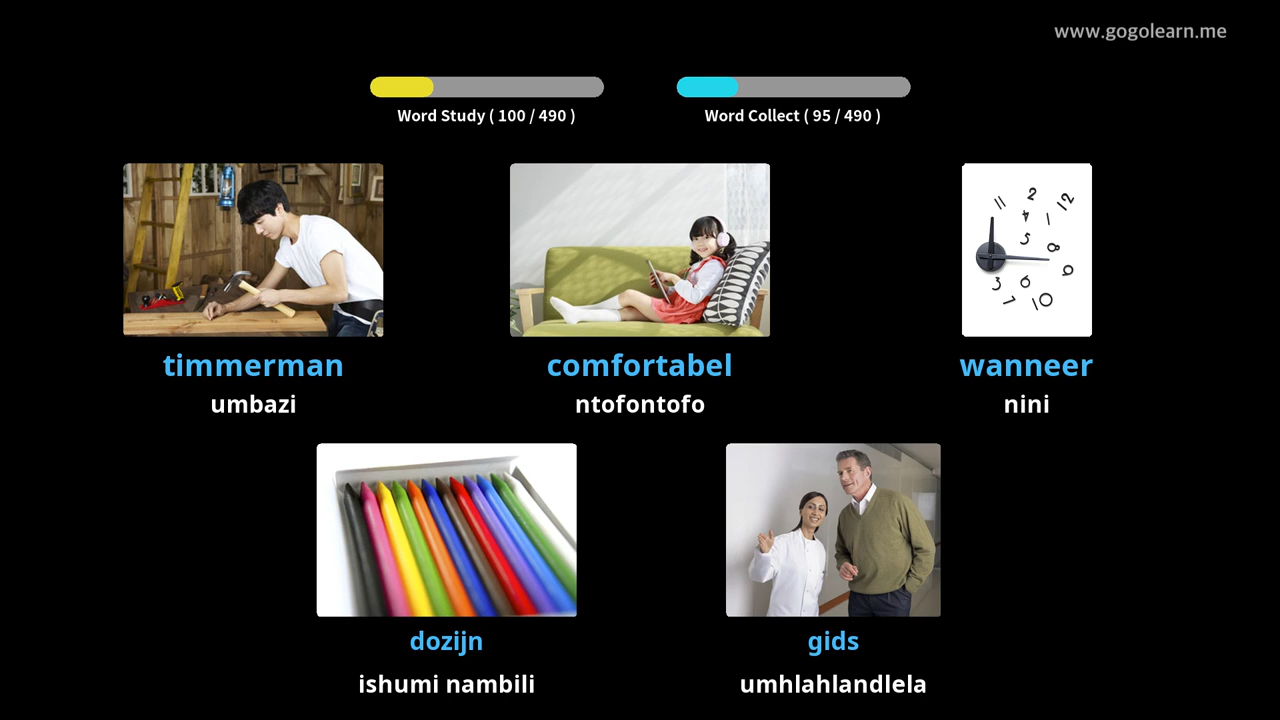 www.gogolearn.me
Word Study ( 100 / 490 )
Word Collect ( 95 / 490 )
timmerman
umbazi
comfortabel
ntofontofo
wanneer
nini
dozijn
ishumi nambili
gids
umhlahlandlela